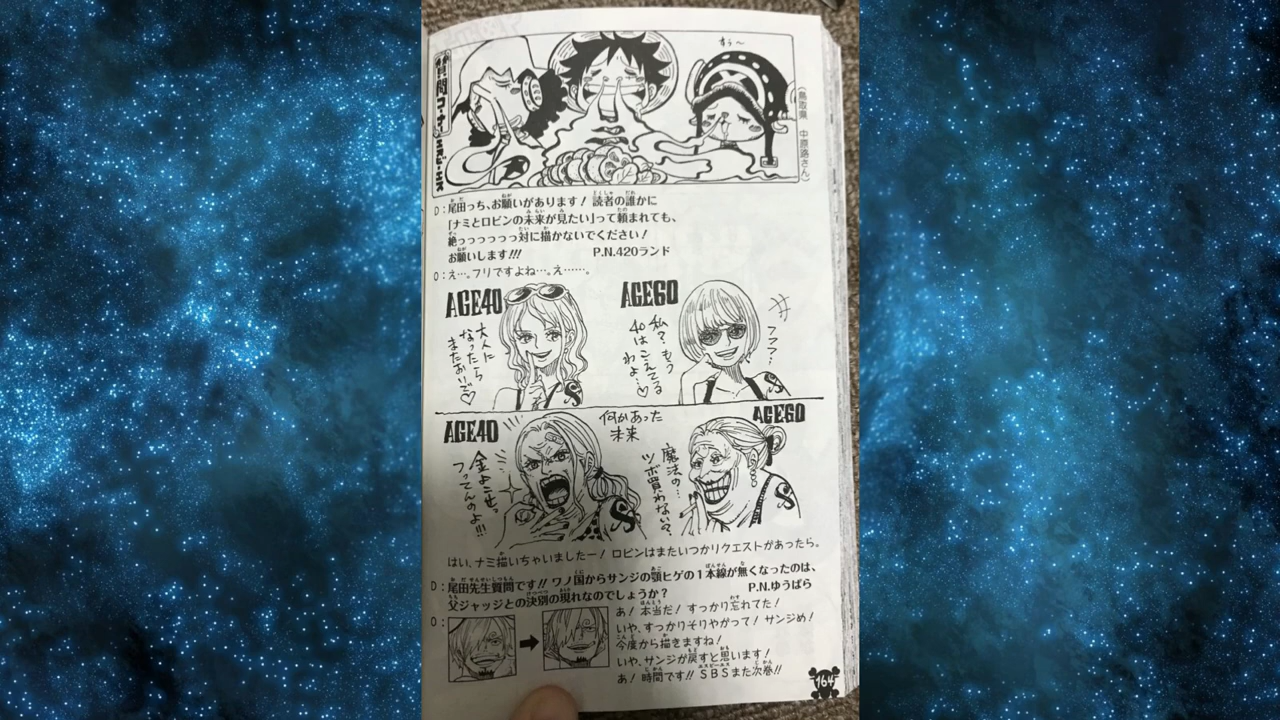 質問コーナー
エスビーエス
すぅ〜
(鳥取県 中原路さん)
D:尾田っち、お願いがあります! 読者の誰かに
「ナミとロビンの未来が見たい」って頼まれても、
絶っっっっっっ対に描かないでください!
お願いします!!! P.N.420ランド
O:え…。フリですよね…。え……。
AGE40
大人に
なったら
またおいで♡
AGE60
私?もう
40はこえてる
わよ…♡
フフフ…
何かあった
未来
AGE40
金よこせ。
フってんのよ!!!
AGE60
魔法の…
ツボ買わない?
はい、ナミ描いちゃいましたー! ロビンはまたいつかリクエストがあったら。
D:尾田先生質問です!! ワノ国からサンジの顎ヒゲの1本線が無くなったのは、
父ジャッジとの決別の現れなのでしょうか? P.N.ゆうばら
O:
あ! 本当だ! すっかり忘れてた!
いや、すっかりそりやがって! サンジめ!
今度から描きますね!
いや、サンジが戻すと思います!
あ! 時間です!! SBSまた次巻!!
164